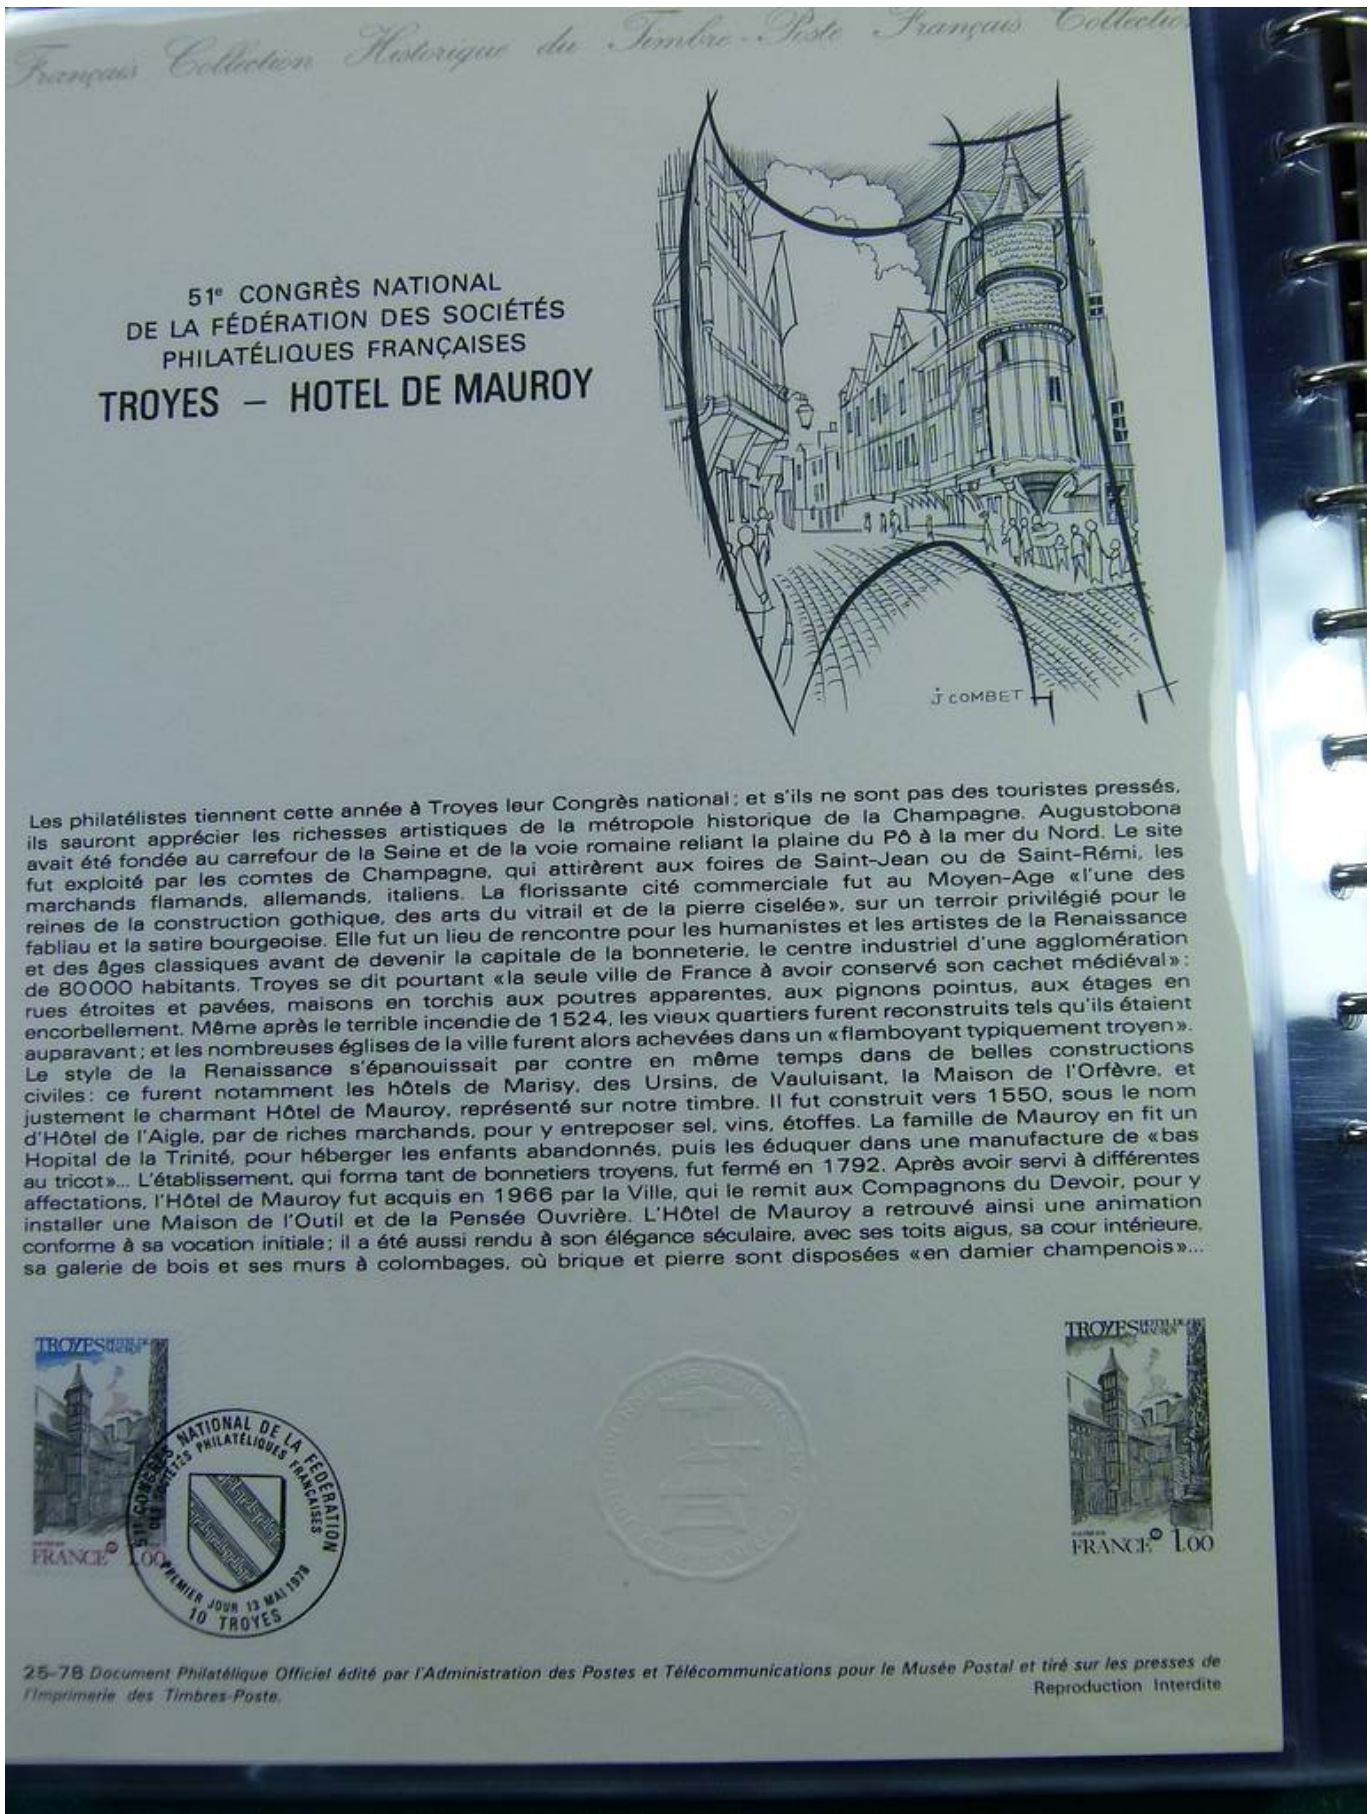 Français Collection Historique du Timbre-Poste Français Collection
51e CONGRÈS NATIONAL
DE LA FÉDÉRATION DES SOCIÉTÉS
PHILATÉLIQUES FRANÇAISES
TROYES – HOTEL DE MAUROY
J COMBET
Les philatélistes tiennent cette année à Troyes leur Congrès national; et s'ils ne sont pas des touristes pressés,
ils sauront apprécier les richesses artistiques de la métropole historique de la Champagne. Augustobona
avait été fondée au carrefour de la Seine et de la voie romaine reliant la plaine du Pô à la mer du Nord. Le site
fut exploité par les comtes de Champagne, qui attirèrent aux foires de Saint-Jean ou de Saint-Rémi, les
marchands flamands, allemands, italiens. La florissante cité commerciale fut au Moyen-Age «l'une des
reines de la construction gothique, des arts du vitrail et de la pierre ciselée», sur un terroir privilégié pour le
fabliau et la satire bourgeoise. Elle fut un lieu de rencontre pour les humanistes et les artistes de la Renaissance
et des âges classiques avant de devenir la capitale de la bonneterie, le centre industriel d'une agglomération
de 80000 habitants. Troyes se dit pourtant «la seule ville de France à avoir conservé son cachet médiéval»:
rues étroites et pavées, maisons en torchis aux poutres apparentes, aux pignons pointus, aux étages en
encorbellement. Même après le terrible incendie de 1524, les vieux quartiers furent reconstruits tels qu'ils étaient
auparavant; et les nombreuses églises de la ville furent alors achevées dans un «flamboyant typiquement troyen».
Le style de la Renaissance s'épanouissait par contre en même temps dans de belles constructions
civiles: ce furent notamment les hôtels de Marisy, des Ursins, de Vauluisant, la Maison de l'Orfèvre, et
justement le charmant Hôtel de Mauroy, représenté sur notre timbre. Il fut construit vers 1550, sous le nom
d'Hôtel de l'Aigle, par de riches marchands, pour y entreposer sel, vins, étoffes. La famille de Mauroy en fit un
Hopital de la Trinité, pour héberger les enfants abandonnés, puis les éduquer dans une manufacture de «bas
au tricot»... L'établissement, qui forma tant de bonnetiers troyens, fut fermé en 1792. Après avoir servi à différentes
affectations, l'Hôtel de Mauroy fut acquis en 1966 par la Ville, qui le remit aux Compagnons du Devoir, pour y
installer une Maison de l'Outil et de la Pensée Ouvrière. L'Hôtel de Mauroy a retrouvé ainsi une animation
conforme à sa vocation initiale; il a été aussi rendu à son élégance séculaire, avec ses toits aigus, sa cour intérieure,
sa galerie de bois et ses murs à colombages, où brique et pierre sont disposées «en damier champenois»...
TROYES HOTEL DE MAUROY
FRANCE 1.00
51e CONGRÈS NATIONAL DE LA FÉDÉRATION
DES SOCIÉTÉS PHILATÉLIQUES FRANÇAISES
PREMIER JOUR 13 MAI 1978
10 TROYES
TROYES HOTEL DE MAUROY
FRANCE 1.00
25-78 Document Philatélique Officiel édité par l'Administration des Postes et Télécommunications pour le Musée Postal et tiré sur les presses de
l'Imprimerie des Timbres-Poste.
Reproduction Interdite